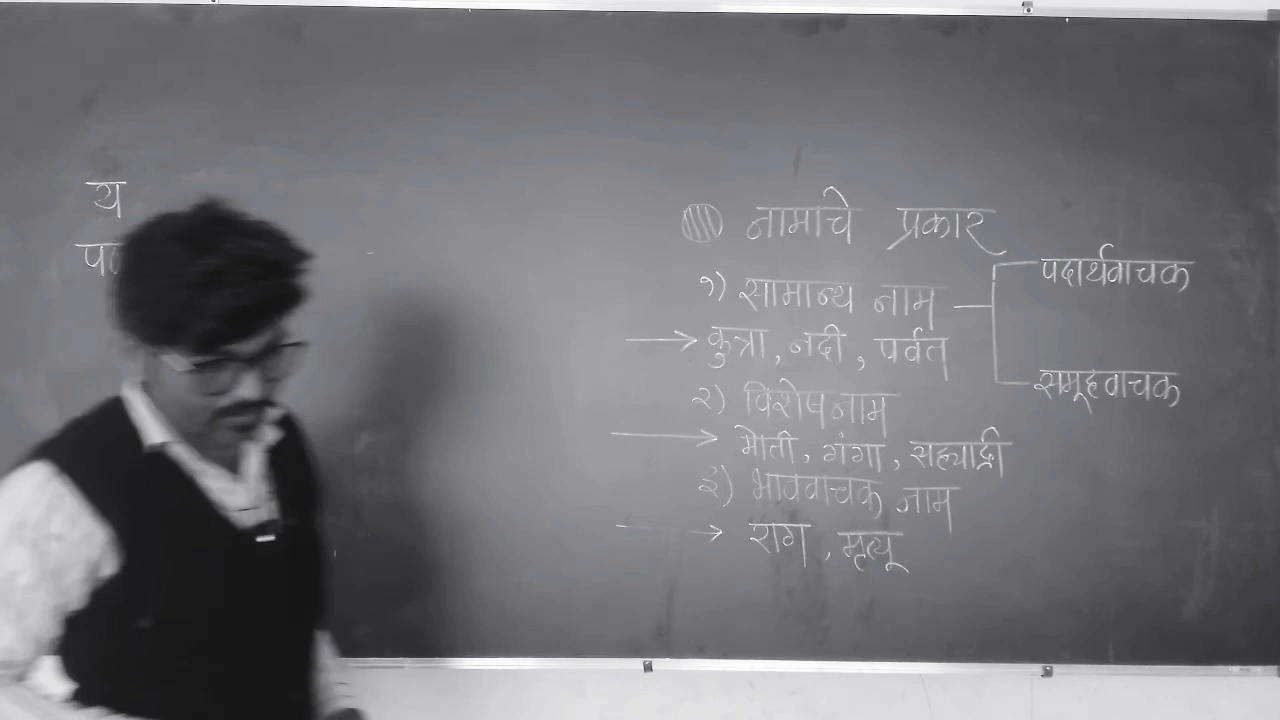 य
नामाचे प्रकार
१) सामान्य नाम
पदार्थवाचक
समूहवाचक
→ कुत्रा, नदी, पर्वत
२) विशेषनाम
→ मोती, गंगा, सह्याद्री
३) भाववाचक नाम
→ राग, मृत्यू